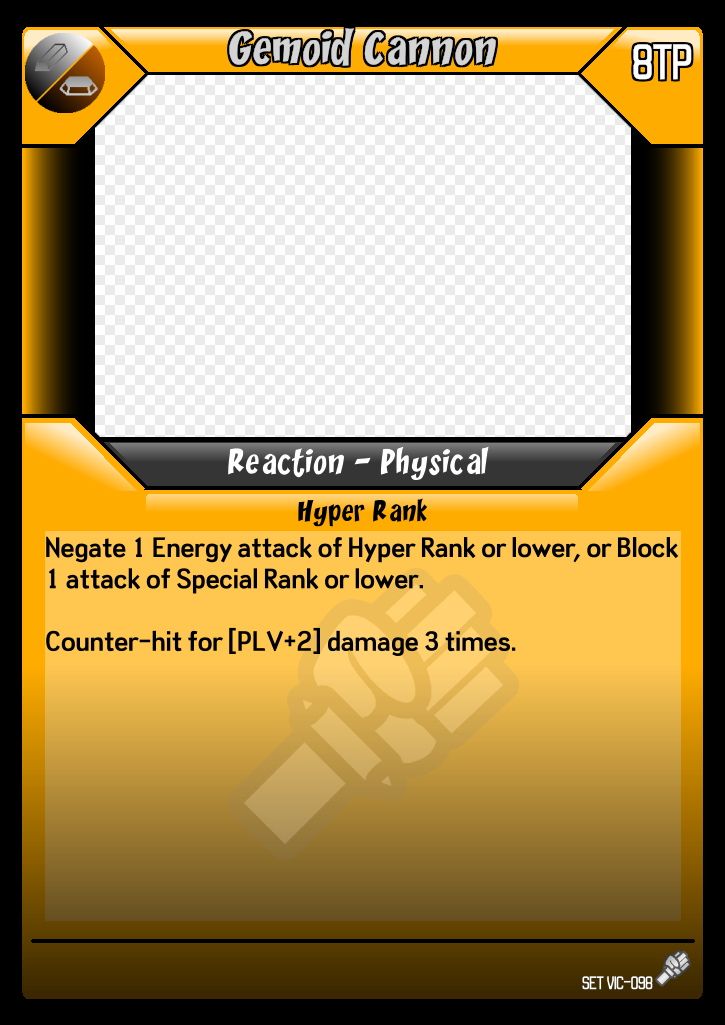 Gemoid Cannon
8TP
Reaction - Physical
Hyper Rank
Negate 1 Energy attack of Hyper Rank or lower, or Block
1 attack of Special Rank or lower.
Counter-hit for [PLV+2] damage 3 times.
SET VIC-098